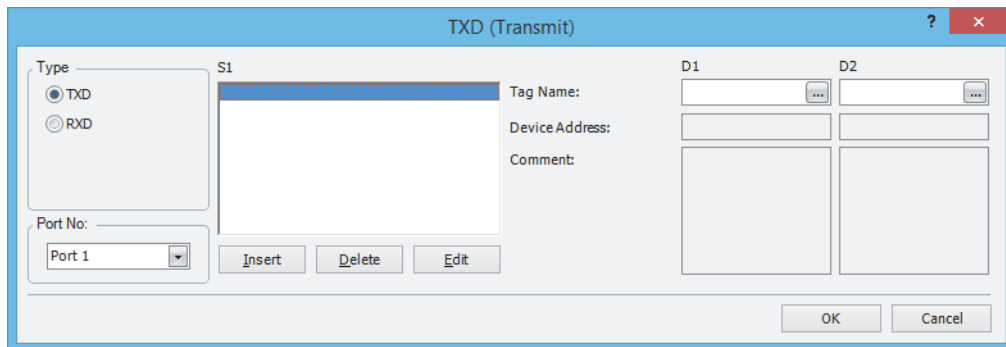 TXD (Transmit)
?
Type
TXD
RXD
Port No:
Port 1
S1
Insert
Delete
Edit
D1
D2
Tag Name:
...
...
Device Address:
Comment:
OK
Cancel